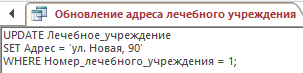 Обновление адреса лечебного учреждения
UPDATE Лечебное_учреждение
SET Адрес = 'ул. Новая, 90'
WHERE Номер_лечебного_учреждения = 1;